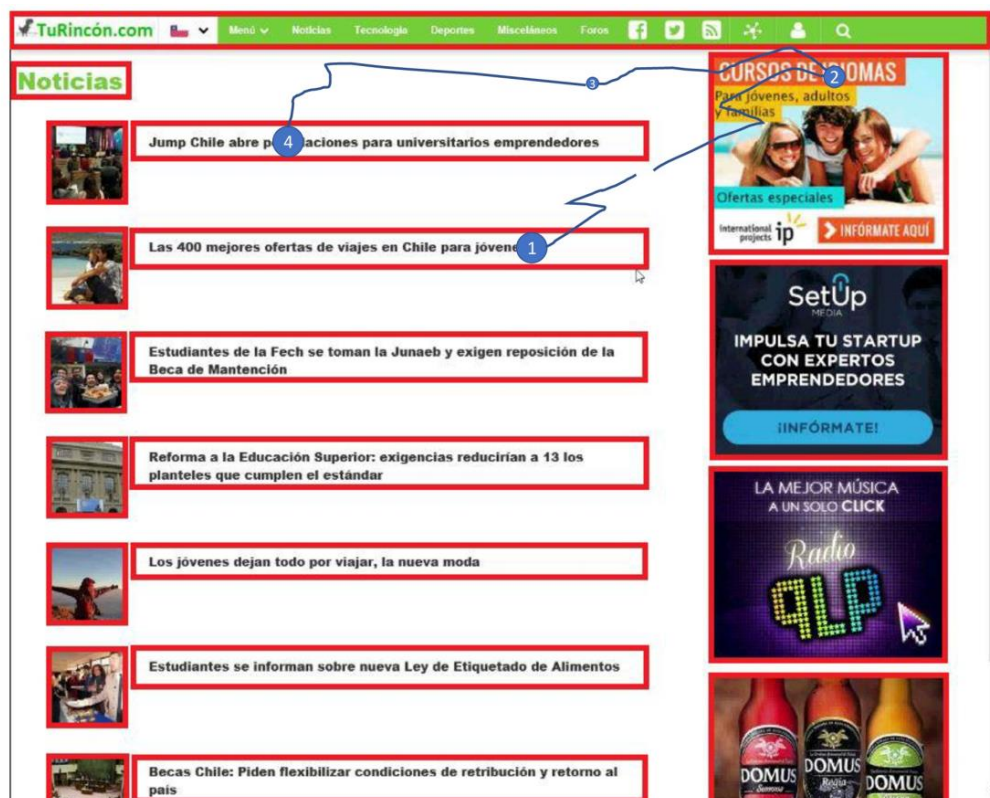 TuRincón.com Menú Noticias Tecnología Deportes Misceláneos Foros
Noticias
Jump Chile abre para universitarios emprendedores
4
Las 400 mejores ofertas de viajes en Chile para
1
Estudiantes de la Fech se toman la Junaeb y exigen reposición de la
Beca de Mantención
Reforma a la Educación Superior: exigencias reducirían a 13 los
planteles que cumplen el estándar
Los jóvenes dejan todo por viajar, la nueva moda
Estudiantes se informan sobre nueva Ley de Etiquetado de Alimentos
Becas Chile: Piden flexibilizar condiciones de retribución y retorno al
país
3
2
CURSOS DE IDIOMAS
Para jóvenes, adultos
y familias
Ofertas especiales
international
projects ip
INFÓRMATE AQUÍ
SetUp
MEDIA
IMPULSA TU STARTUP
CON EXPERTOS
EMPRENDEDORES
¡INFÓRMATE!
LA MEJOR MÚSICA
A UN SOLO CLICK
Radio
qLP
DOMUS DOMUS DOMUS
Regia